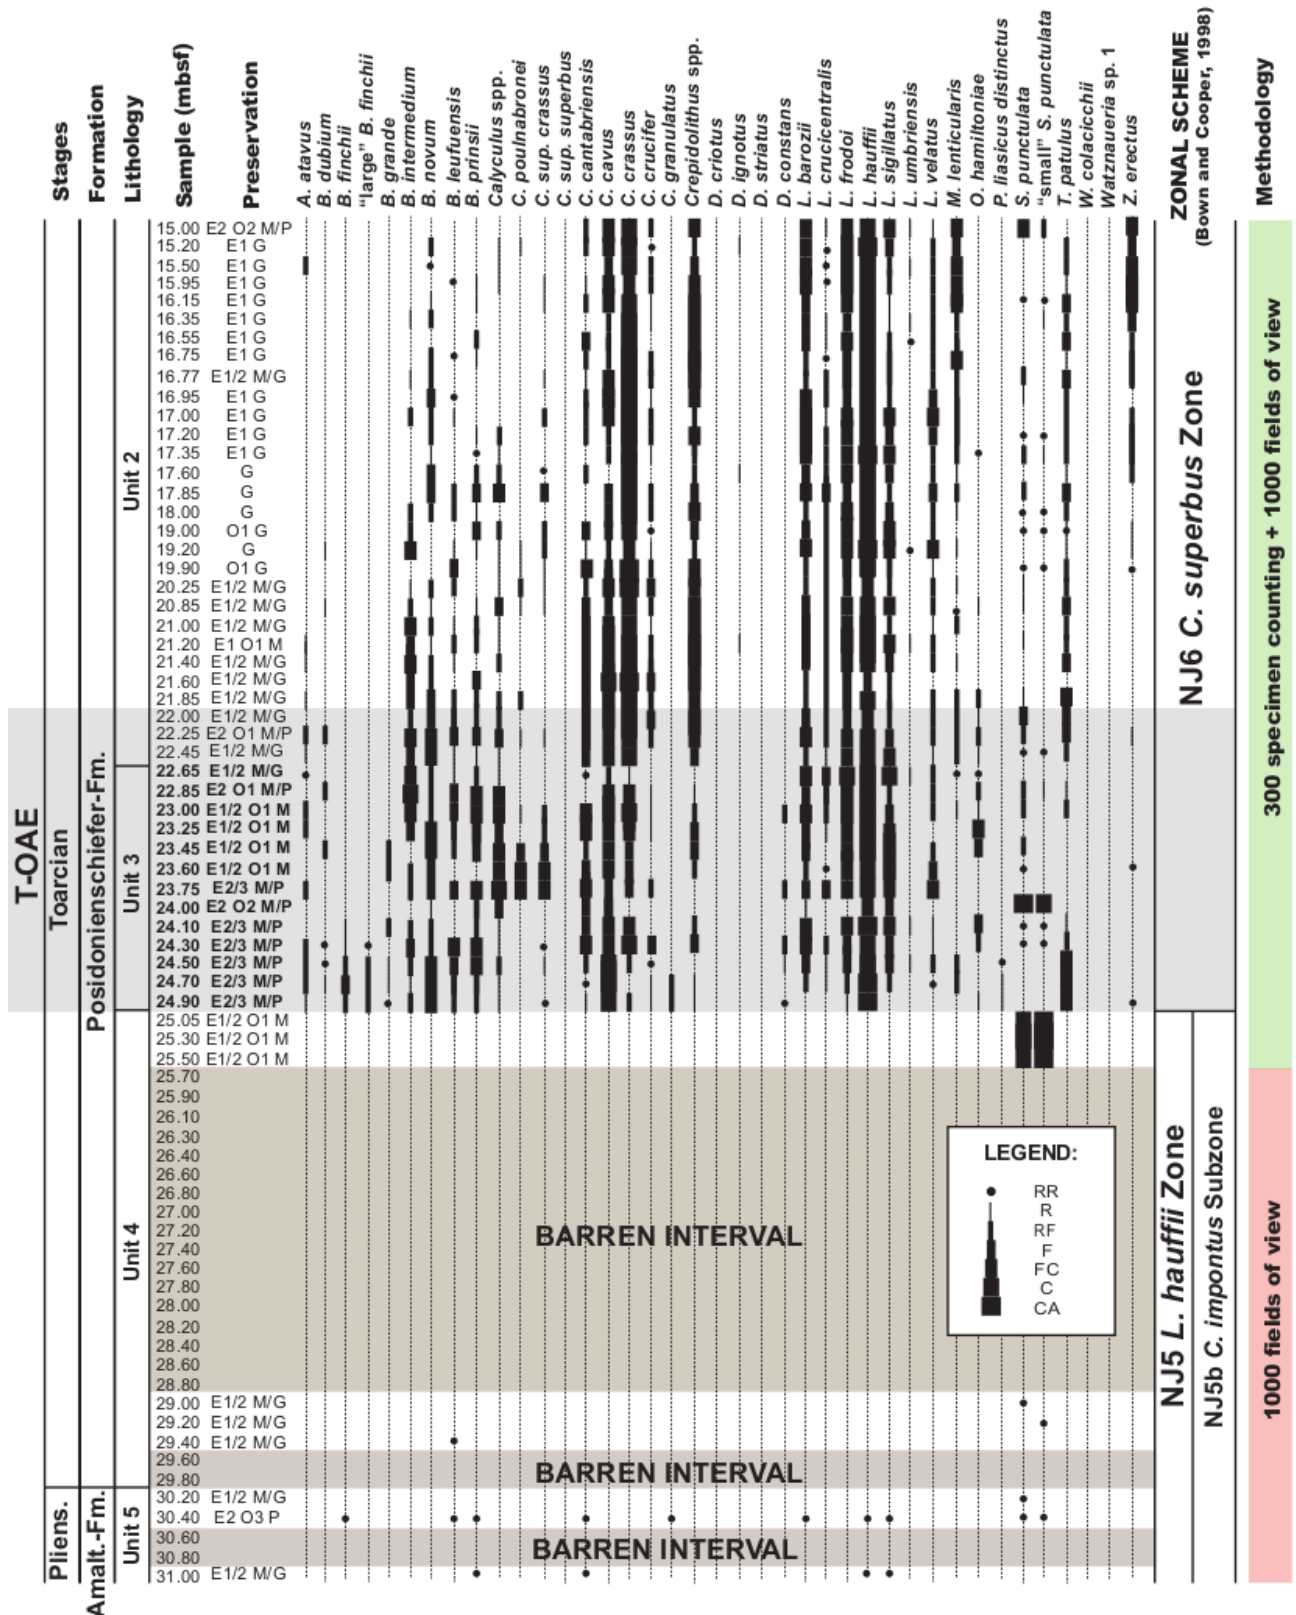 Stages
Formation
Lithology
Sample (mbsf)
Preservation
A. atavus
B. dubium
B. finchii
"large" B. finchii
B. grande
B. intermedium
B. novum
B. leufuensis
B. prinsii
Calyculus spp.
C. poulnabronei
C. sup. crassus
C. sup. superbus
C. cantabriensis
C. cavus
C. crassus
C. crucifer
C. granulatus
Crepidolithus spp.
D. criotus
D. ignotus
D. striatus
D. constans
L. barozii
L. crucicentralis
L. frodoi
L. hauffii
L. sigillatus
L. umbriensis
L. velatus
M. lenticularis
O. hamiltoniae
P. liasicus distinctus
S. punctulata
"small" S. punctulata
T. patulus
W. colacicchii
Watznaueria sp. 1
Z. erectus
ZONAL SCHEME
(Bown and Cooper, 1998)
Methodology
15.00 E2 O2 M/P
15.20 E1 G
15.50 E1 G
15.95 E1 G
16.15 E1 G
16.35 E1 G
16.55 E1 G
16.75 E1 G
16.77 E1/2 M/G
16.95 E1 G
17.00 E1 G
17.20 E1 G
17.35 E1 G
17.60 G
17.85 G
18.00 G
19.00 O1 G
19.20 G
19.90 O1 G
20.25 E1/2 M/G
20.85 E1/2 M/G
21.00 E1/2 M/G
21.20 E1 O1 M
21.40 E1/2 M/G
21.60 E1/2 M/G
21.85 E1/2 M/G
22.00 E1/2 M/G
22.25 E2 O1 M/P
22.45 E1/2 M/G
22.65 E1/2 M/G
22.85 E2 O1 M/P
23.00 E1/2 O1 M
23.25 E1/2 O1 M
23.45 E1/2 O1 M
23.60 E1/2 O1 M
23.75 E2/3 M/P
24.00 E2 O2 M/P
24.10 E2/3 M/P
24.30 E2/3 M/P
24.50 E2/3 M/P
24.70 E2/3 M/P
24.90 E2/3 M/P
25.05 E1/2 O1 M
25.30 E1/2 O1 M
25.50 E1/2 O1 M
25.70
25.90
26.10
26.30
26.40
26.60
26.80
27.00
27.20
27.40
27.60
27.80
28.00
28.20
28.40
28.60
28.80
29.00 E1/2 M/G
29.20 E1/2 M/G
29.40 E1/2 M/G
29.60
29.80
30.20 E1/2 M/G
30.40 E2 O3 P
30.60
30.80
31.00 E1/2 M/G
T-OAE
Toarcian
Pliens.
Posidonienschiefer-Fm.
Amalt.-Fm.
Unit 2
Unit 3
Unit 4
Unit 5
BARREN INTERVAL
BARREN INTERVAL
BARREN INTERVAL
LEGEND:
RR
R
RF
F
FC
C
CA
NJ6 C. superbus Zone
NJ5 L. hauffii Zone
NJ5b C. impontus Subzone
300 specimen counting + 1000 fields of view
1000 fields of view